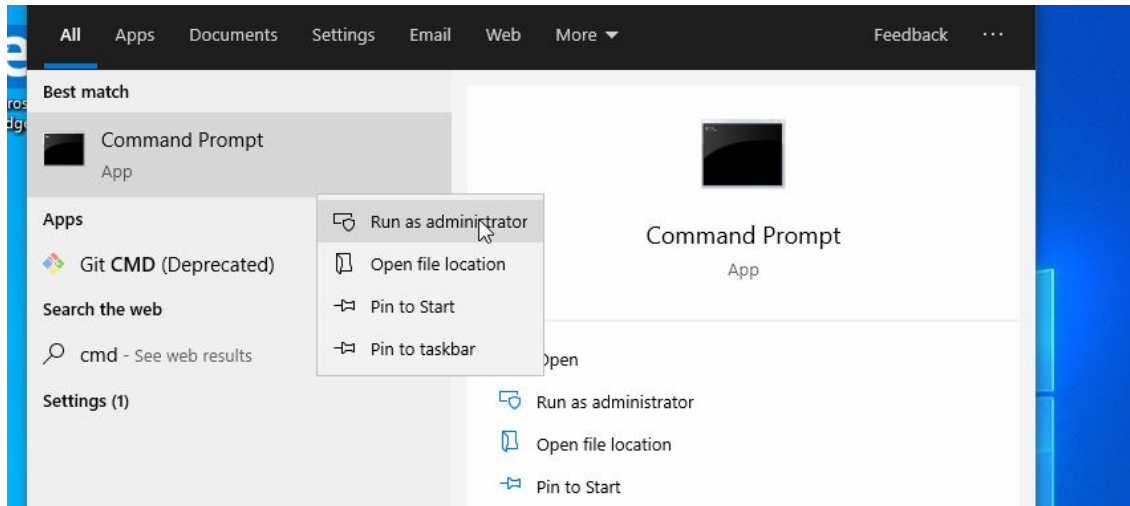 All Apps Documents Settings Email Web More Feedback ...
Best match
Command Prompt
App
Apps
Git CMD (Deprecated)
Search the web
cmd - See web results
Settings (1)
Run as administrator
Open file location
Pin to Start
Pin to taskbar
Command Prompt
App
Open
Run as administrator
Open file location
Pin to Start